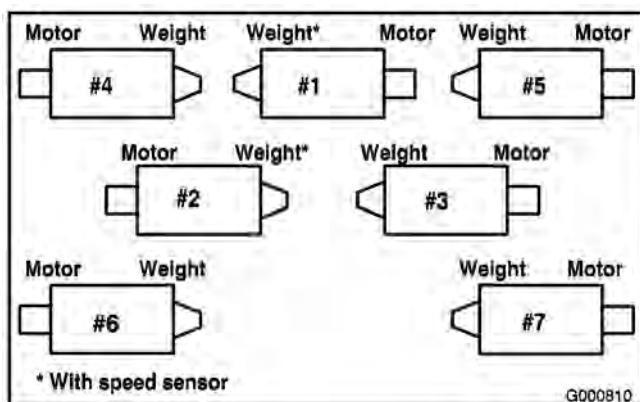 Motor Weight Weight* Motor Weight Motor
#4 #1 #5
Motor Weight* Weight Motor
#2 #3
Motor Weight Weight Motor
#6 #7
* With speed sensor
G000810